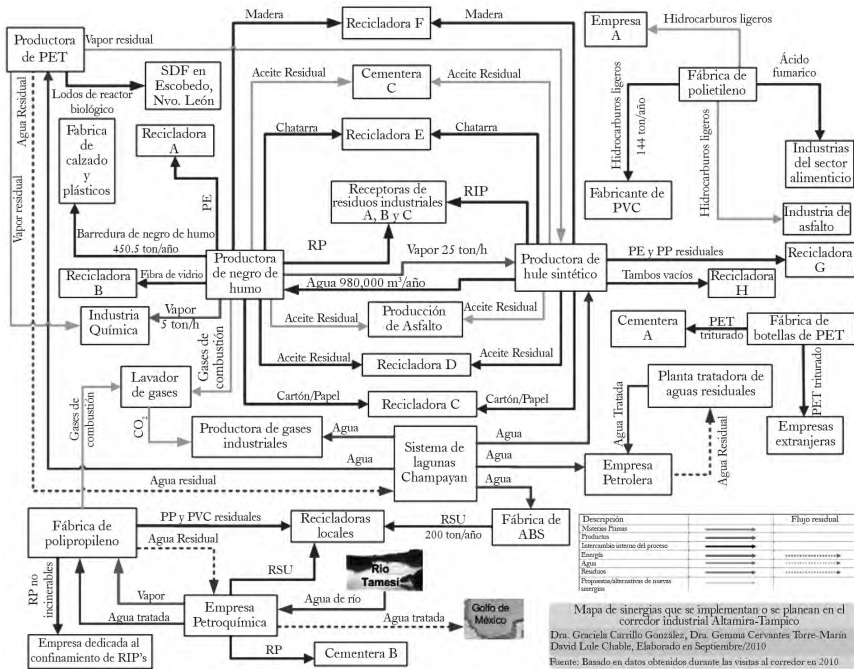 Madera
Recicladora F
Madera
Empresa
A
Hidrocarburos ligeros
Productora
de PET
Vapor residual
Lodos de reactor
biológico
SDF en
Escobedo,
Nvo. León
Agua Residual
Vapor residual
Aceite Residual
Cementera
C
Aceite Residual
Hidrocarburos ligeros
144 ton/año
Fábrica de
polietileno
Ácido
fumarico
Fabrica
de
calzado y
plásticos
Recicladora
A
Chatarra
Recicladora E
Chatarra
Hidrocarburos ligeros
Industrias
del sector
alimenticio
Fabricante
de PVC
PE
Receptoras de
residuos industriales
A, B y C
RIP
RP
Industria de
asfalto
Barredura de negro de humo
450.5 ton/año
Productora
de negro de
humo
Vapor 25 ton/h
Productora de
hule sintético
PE y PP residuales
Recicladora
G
Recicladora
B
Fibra de vidrio
Agua 980,000 m³/año
Tambos vacíos
Recicladora
H
Industria
Química
Vapor
5 ton/h
Aceite Residual
Producción
de Asfalto
Aceite Residual
Cementera
A
PET
triturado
Fábrica de
botellas de PET
Gases de
combustión
Aceite Residual
Recicladora D
Aceite Residual
PET triturado
Planta tratadora de
aguas residuales
Lavador
de gases
Gases de
combustión
Cartón/Papel
Recicladora C
Cartón/Papel
Agua Tratada
Agua Residual
Empresas
extranjeras
CO2
Productora de gases
industriales
Agua
Sistema de
lagunas
Champayan
Agua
Agua
Agua
Agua
Empresa
Petrolera
Agua residual
Fábrica de
polipropileno
PP y PVC residuales
Recicladoras
locales
RSU
200 ton/año
Fábrica de
ABS
Agua Residual
RSU
RP no
incinerables
Vapor
Agua tratada
Empresa
Petroquímica
Río
Tamesí
Agua de río
Agua tratada
Golfo de
México
RP
Cementera B
Empresa dedicada al
confinamiento de RIP's
Descripción
Flujo residual
Materias Primas
Productos
Intercambio interno del proceso
Energía
Agua
Residuos
Propuestas/alternativas de nuevas
sinergias
Mapa de sinergias que se implementan o se planean en el
corredor industrial Altamira-Tampico
Dra. Graciela Carrillo González, Dra. Gemma Cervantes Torre-Marín
David Lule Chable, Elaborado en Septiembre/2010
Fuente: Basado en datos obtenidos durante las visitas al corredor en 2010